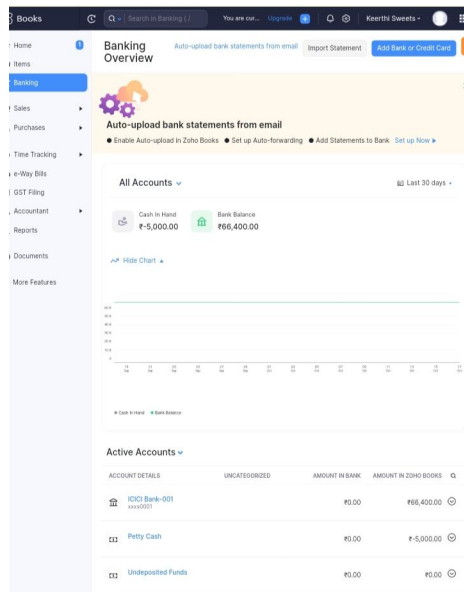 Books
Search in Banking ( / )
You are cur... Upgrade
Keerthi Sweets
Home 1
Items
Banking
Sales
Purchases
Time Tracking
e-Way Bills
GST Filing
Accountant
Reports
Documents
More Features
Banking Overview
Auto-upload bank statements from email
Import Statement
Add Bank or Credit Card
Auto-upload bank statements from email
● Enable Auto-upload in Zoho Books ● Set up Auto-forwarding ● Add Statements to Bank Set up Now ▶
All Accounts
Last 30 days
Cash In Hand
₹-5,000.00
Bank Balance
₹66,400.00
Hide Chart ▲
Cash In Hand Bank Balance
Active Accounts
ACCOUNT DETAILS UNCATEGORIZED AMOUNT IN BANK AMOUNT IN ZOHO BOOKS
ICICI Bank-001 ₹0.00 ₹66,400.00
xxxx0001
Petty Cash ₹0.00 ₹-5,000.00
Undeposited Funds ₹0.00 ₹0.00